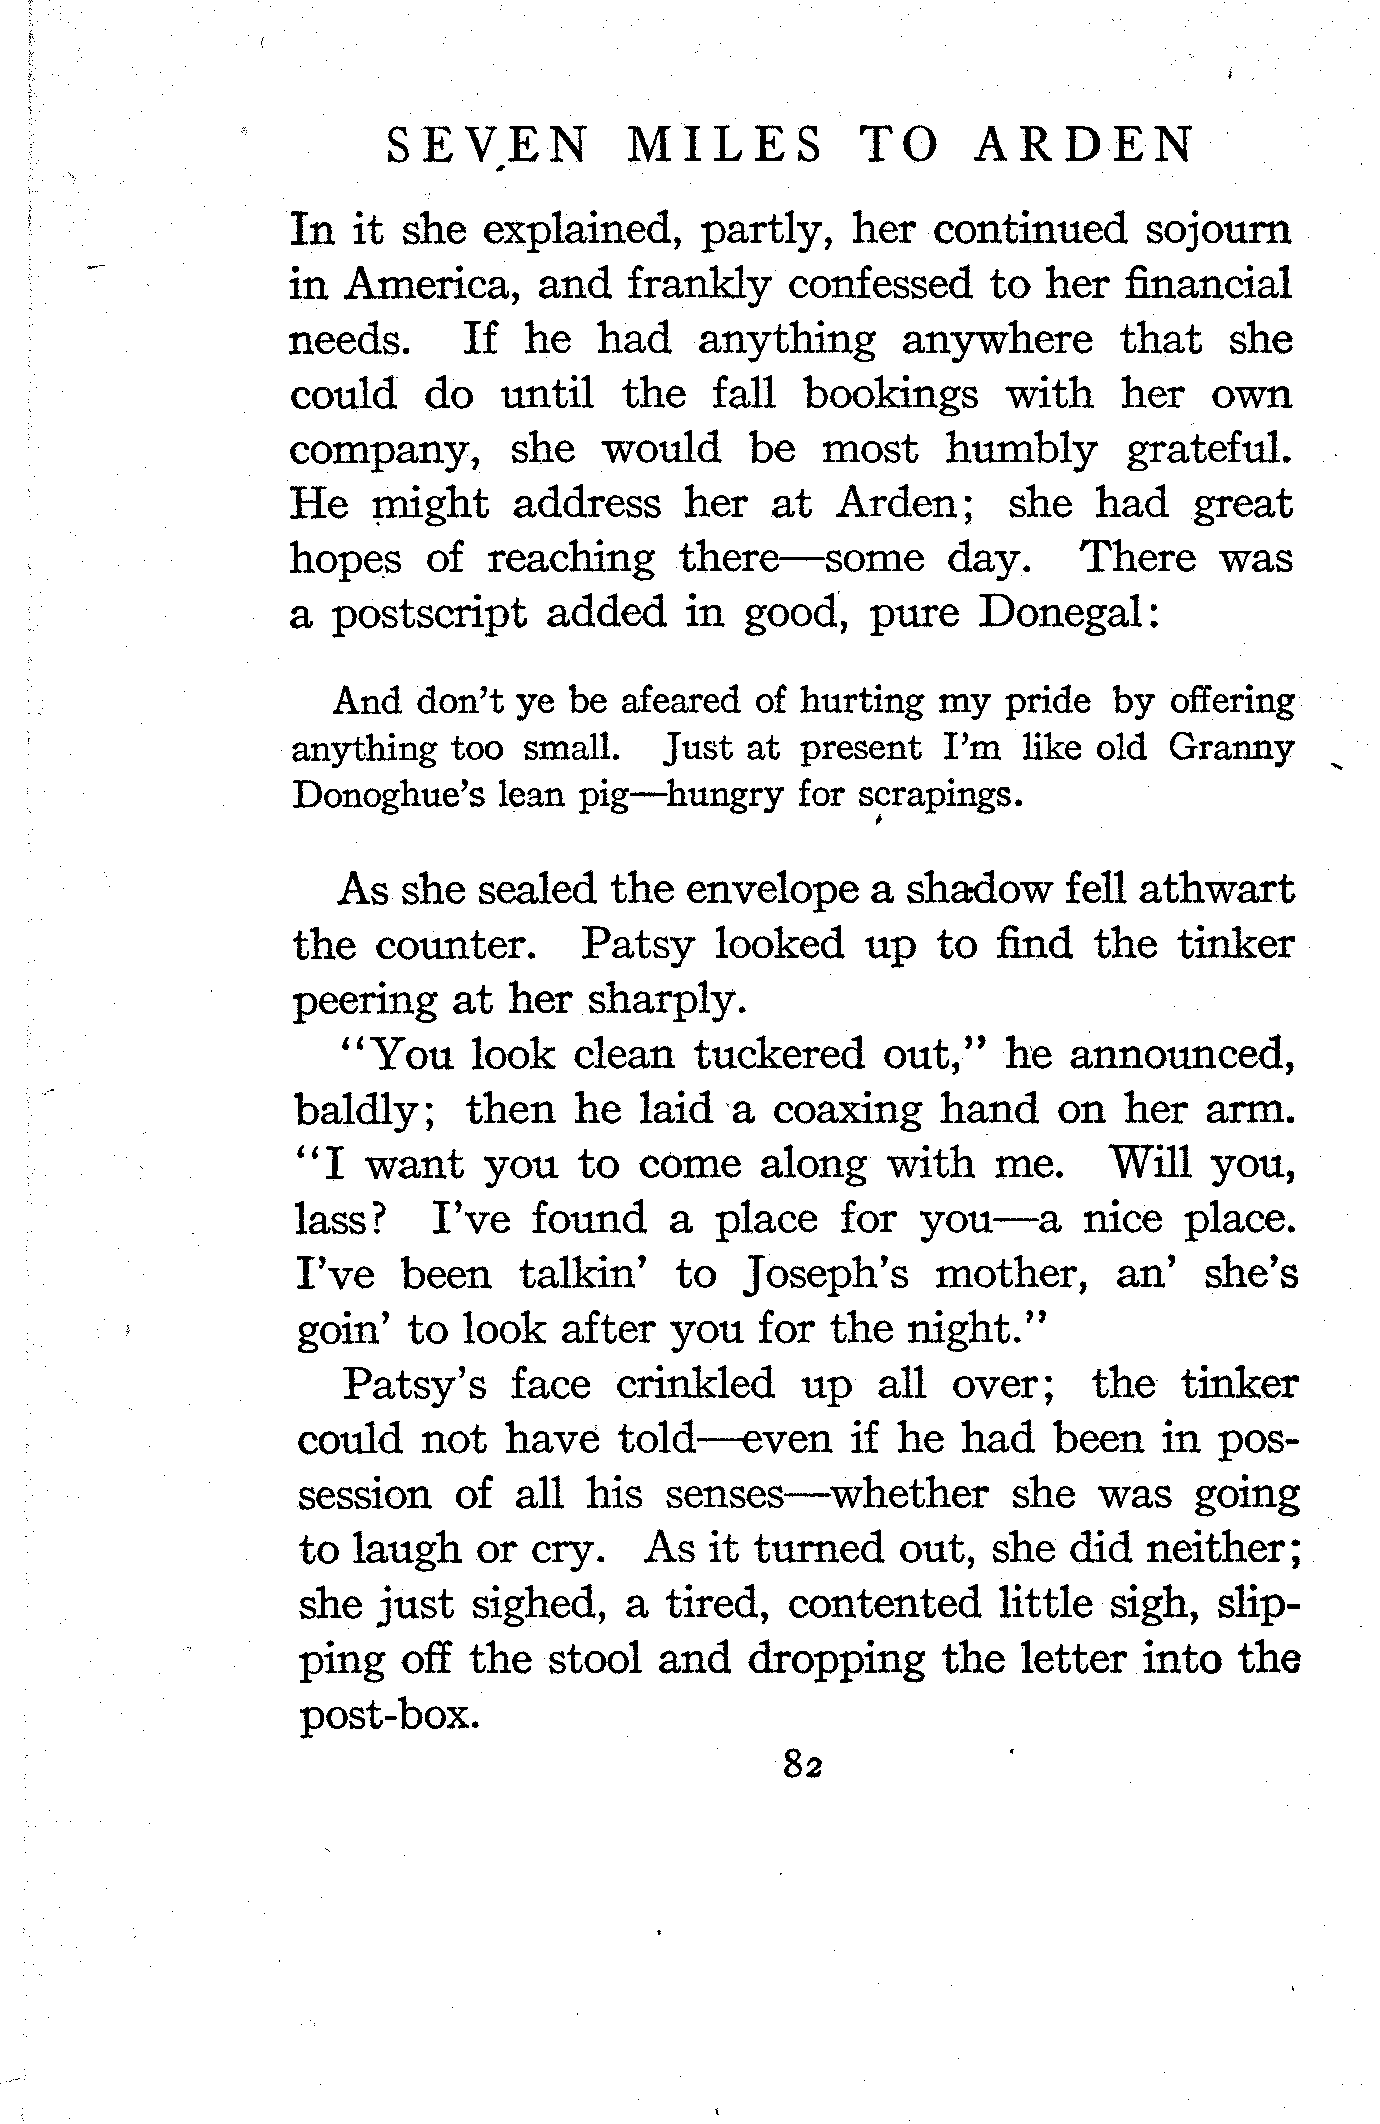 SEVEN MILES TO ARDEN
In it she explained, partly, her continued sojourn
in America, and frankly confessed to her financial
needs. If he had anything anywhere that she
could do until the fall bookings with her own
company, she would be most humbly grateful.
He might address her at Arden; she had great
hopes of reaching there—some day. There was
a postscript added in good, pure Donegal:
And don't ye be afeared of hurting my pride by offering
anything too small. Just at present I'm like old Granny
Donoghue's lean pig—hungry for scrapings.
As she sealed the envelope a shadow fell athwart
the counter. Patsy looked up to find the tinker
peering at her sharply.
"You look clean tuckered out," he announced,
baldly; then he laid a coaxing hand on her arm.
"I want you to come along with me. Will you,
lass? I've found a place for you—a nice place.
I've been talkin' to Joseph's mother, an' she's
goin' to look after you for the night."
Patsy's face crinkled up all over; the tinker
could not have told—even if he had been in pos-
session of all his senses—whether she was going
to laugh or cry. As it turned out, she did neither;
she just sighed, a tired, contented little sigh, slip-
ping off the stool and dropping the letter into the
post-box.
82